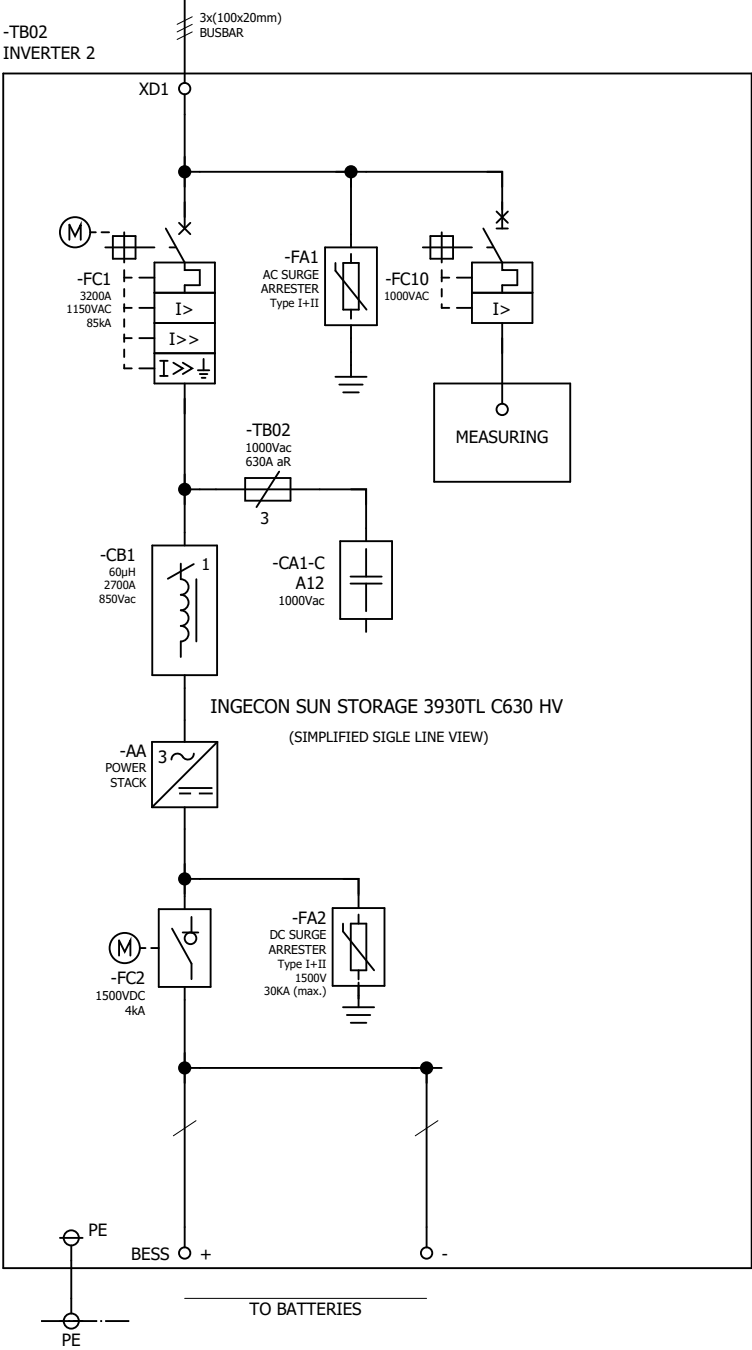 3x(100x20mm)
BUSBAR
-TB02
INVERTER 2
XD1
M
-FC1
3200A
1150VAC
85kA
I>
I>>
I>>
-FA1
AC SURGE
ARRESTER
Type I+II
-FC10
1000VAC
I>
MEASURING
-TB02
1000Vac
630A aR
3
-CB1
60µH
2700A
850Vac
1
-CA1-C
A12
1000Vac
INGECON SUN STORAGE 3930TL C630 HV
(SIMPLIFIED SIGLE LINE VIEW)
-AA
POWER
STACK
3
M
-FC2
1500VDC
4kA
-FA2
DC SURGE
ARRESTER
Type I+II
1500V
30KA (max.)
PE
BESS +
-
TO BATTERIES
PE